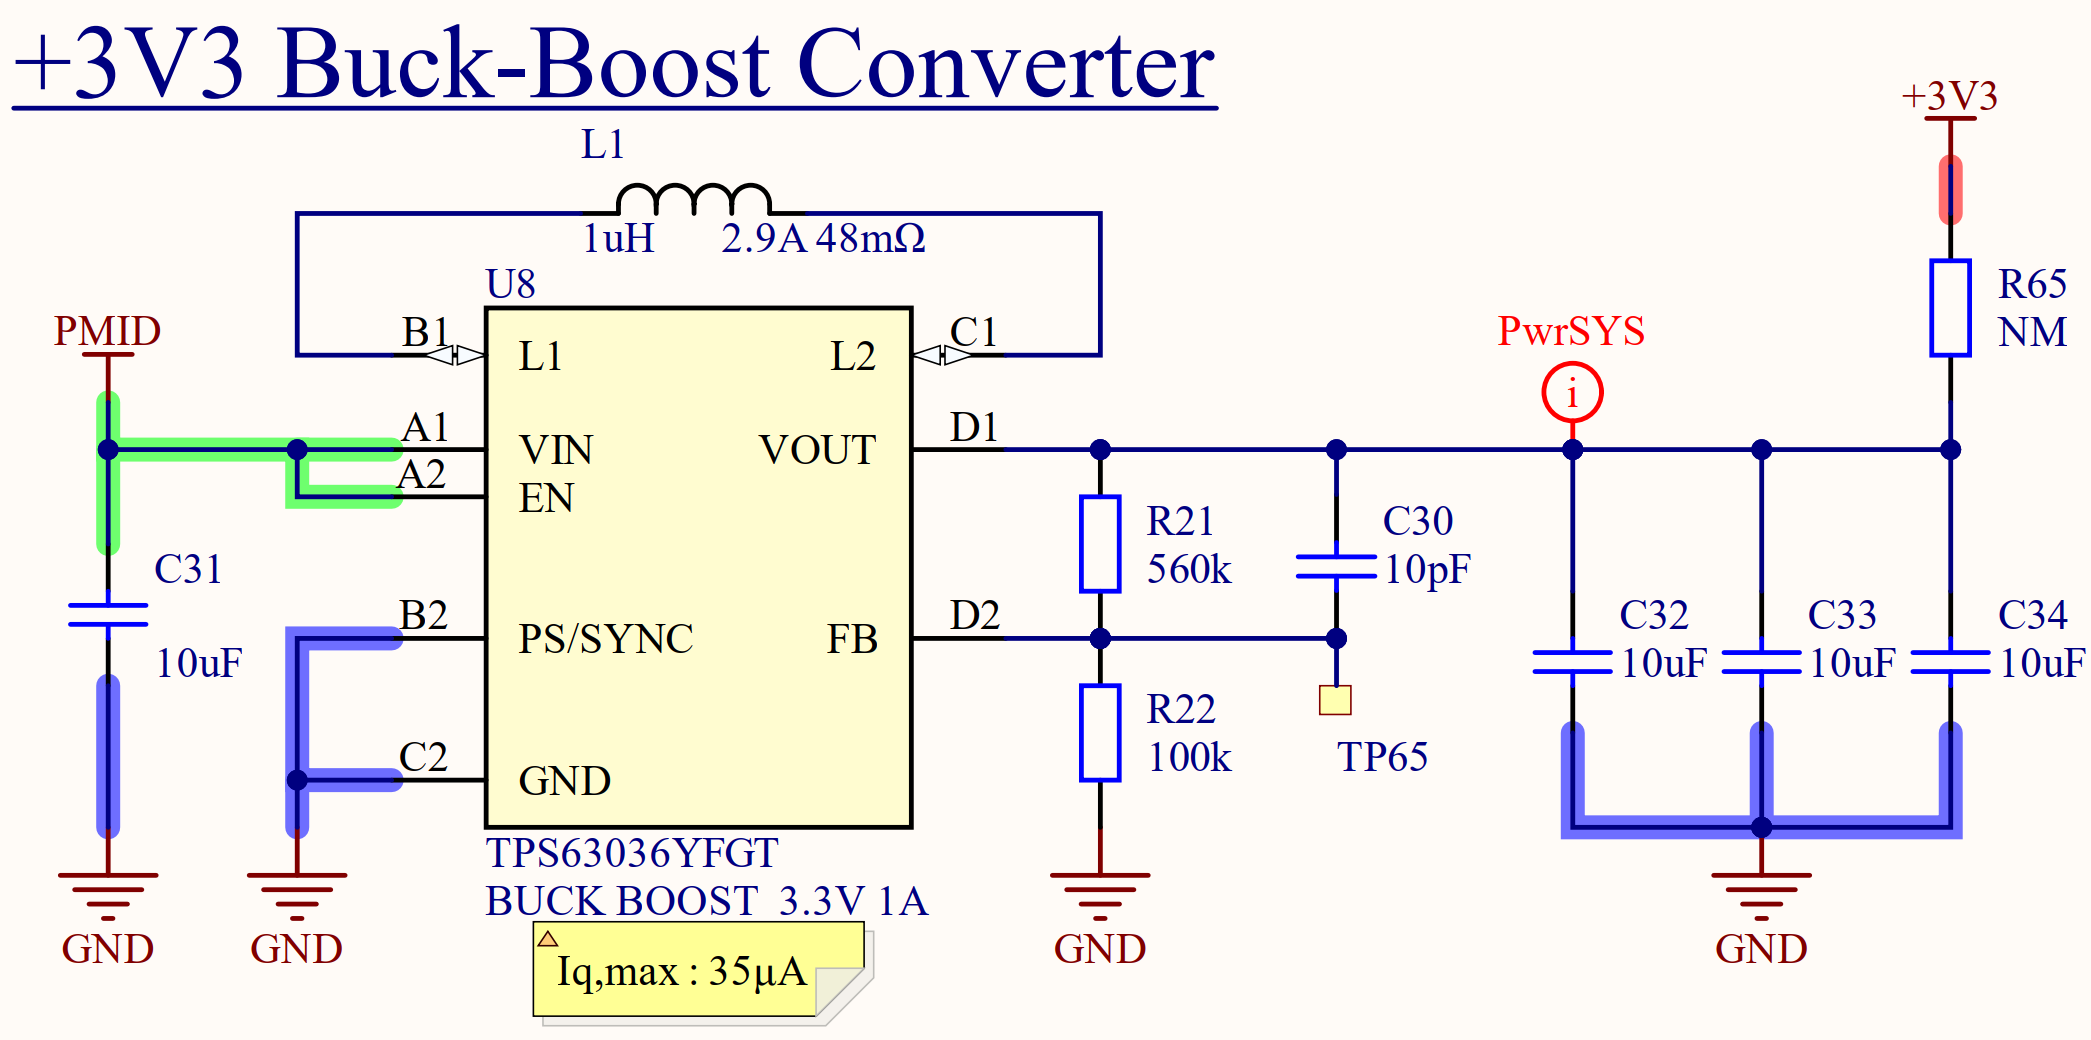 +3V3 Buck-Boost Converter
+3V3
L1
1uH 2.9A 48mΩ
U8
R65
NM
PMID
B1
L1
L2
C1
PwrSYS
i
A1
VIN
VOUT
D1
A2
EN
R21
560k
C30
10pF
C31
10uF
B2
PS/SYNC
FB
D2
C32
10uF
C33
10uF
C34
10uF
R22
100k
TP65
C2
GND
TPS63036YFGT
BUCK BOOST 3.3V 1A
GND
GND
GND
GND
Iq,max : 35µA